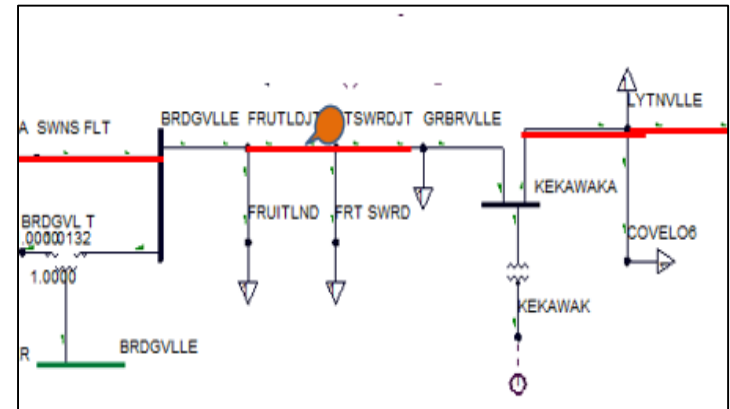 LYTNVLLE
BRDGVLLE FRUTLDJT TSWRDJT GRBRVLLE
A SWNS FLT
KEKAWAKA
FRUITLND FRT SWRD
BRDGVL T
COVELO6
1.0000
KEKAWAK
R BRDGVLLE